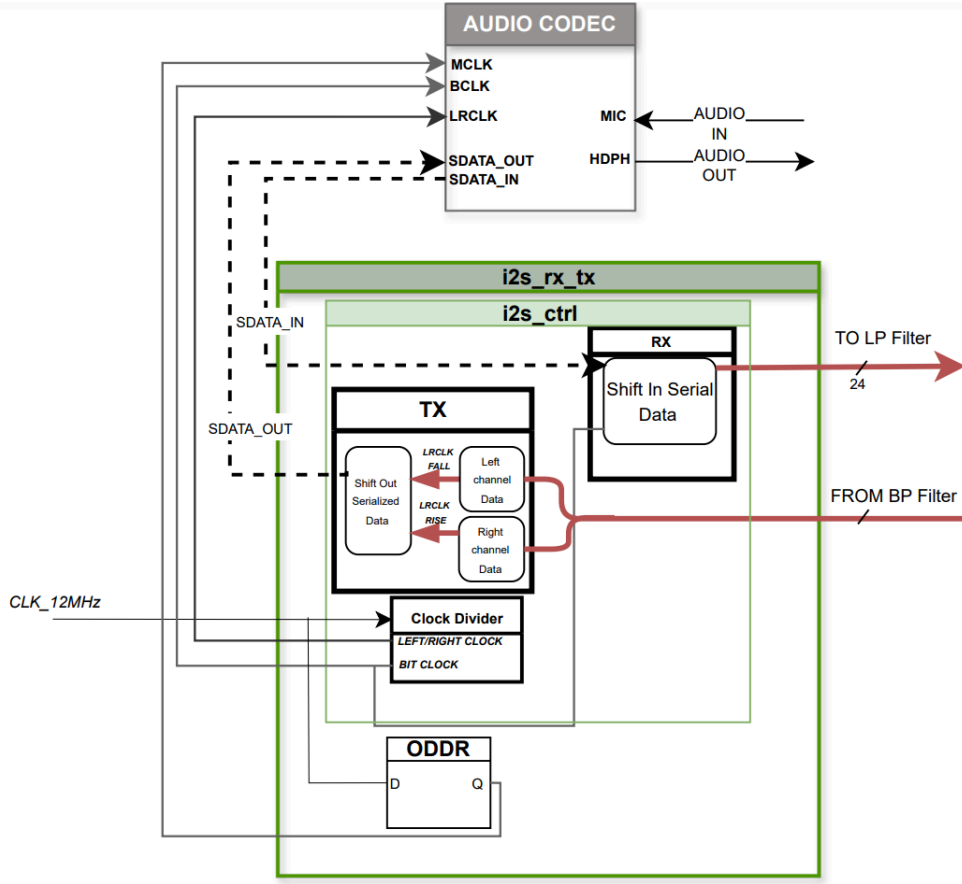 AUDIO CODEC
MCLK
BCLK
LRCLK
MIC
AUDIO
IN
SDATA_OUT
HDPH
AUDIO
OUT
SDATA_IN
i2s_rx_tx
i2s_ctrl
SDATA_IN
RX
TO LP Filter
Shift In Serial
Data
24
TX
SDATA_OUT
LRCLK
FALL
Left
channel
Data
Shift Out
Serialized
Data
LRCLK
RISE
Right
channel
Data
FROM BP Filter
CLK_12MHz
Clock Divider
LEFT/RIGHT CLOCK
BIT CLOCK
ODDR
D
Q